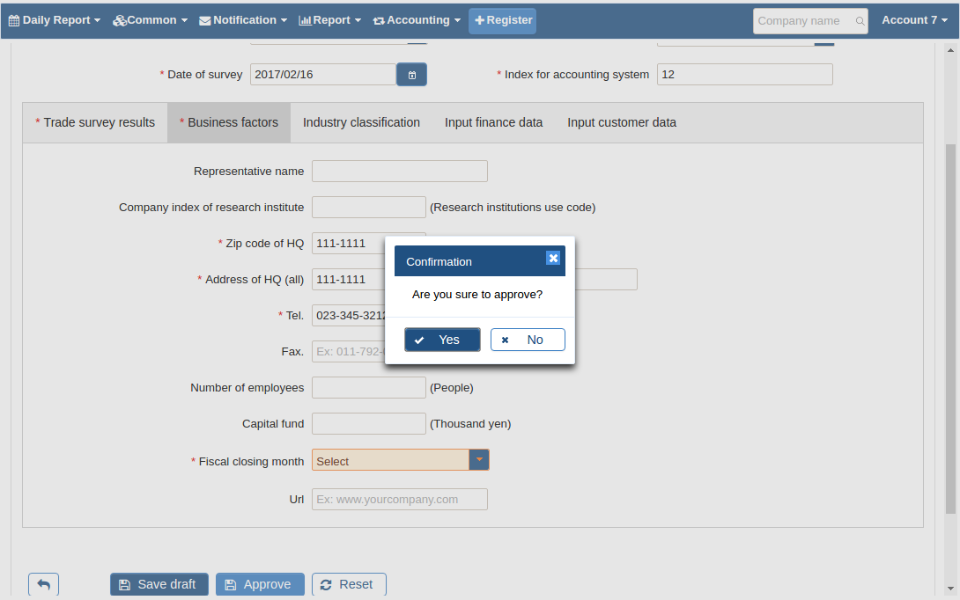 Daily Report Common Notification Report Accounting Register Company name Account 7
* Date of survey 2017/02/16 * Index for accounting system 12
* Trade survey results * Business factors Industry classification Input finance data Input customer data
Representative name
Company index of research institute (Research institutions use code)
* Zip code of HQ 111-1111
* Address of HQ (all) 111-1111
* Tel. 023-345-3212
Fax. Ex: 011-792-
Number of employees (People)
Capital fund (Thousand yen)
* Fiscal closing month Select
Url Ex: www.yourcompany.com
Confirmation
Are you sure to approve?
Yes No
Save draft Approve Reset